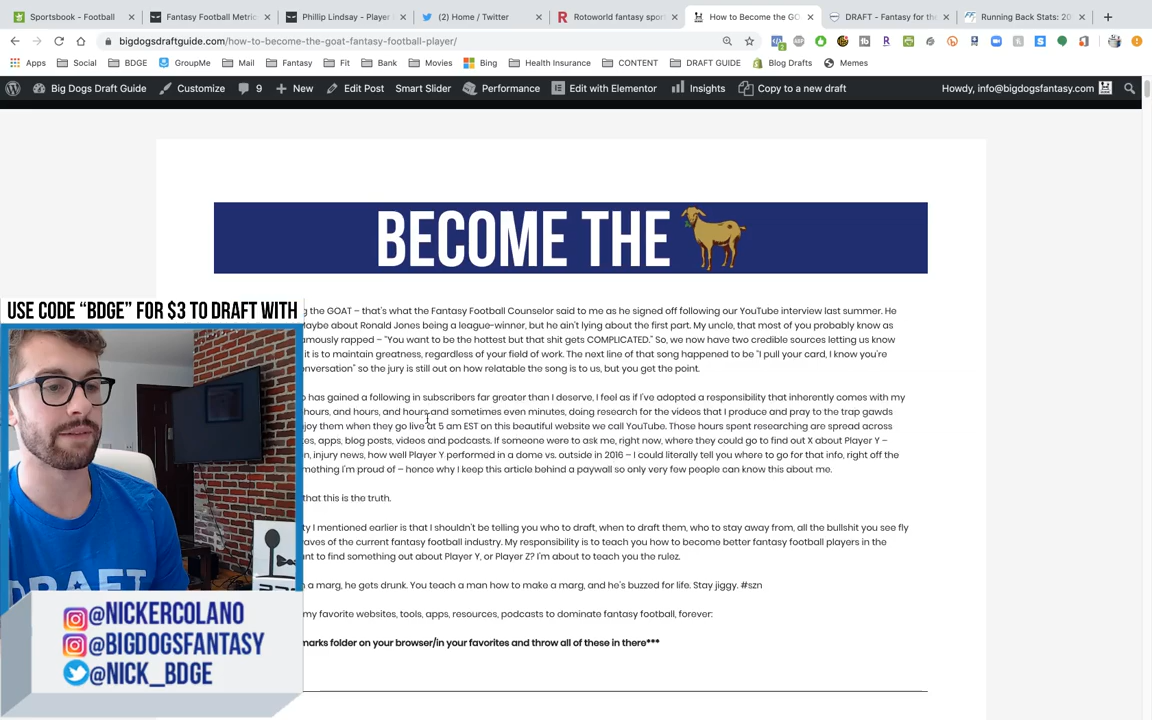 Sportsbook - Football
Fantasy Football Metri
Phillip Lindsay - Player
(2) Home / Twitter
Rotoworld fantasy spor
How to Become the GO
DRAFT - Fantasy for the
Running Back Stats: 20
bigdogsdraftguide.com/how-to-become-the-goat-fantasy-football-player/
Apps Social BDGE GroupMe Mail Fantasy Fit Bank Movies Bing Health Insurance CONTENT DRAFT GUIDE Blog Drafts Memes
Big Dogs Draft Guide Customize 9 New Edit Post Smart Slider Performance Edit with Elementor Insights Copy to a new draft Howdy, info@bigdogsfantasy.com
BECOME THE
g the GOAT – that's what the Fantasy Football Counselor said to me as he signed off following our YouTube interview last summer. He
aybe about Ronald Jones being a league-winner, but he ain't lying about the first part. My uncle, that most of you probably know as
amously rapped – "You want to be the hottest but that shit gets COMPLICATED." So, we now have two credible sources letting us know
it is to maintain greatness, regardless of your field of work. The next line of that song happened to be "I pull your card, I know you're
nversation" so the jury is still out on how relatable the song is to us, but you get the point.
o has gained a following in subscribers far greater than I deserve, I feel as if I've adopted a responsibility that inherently comes with my
hours, and hours, and hours and sometimes even minutes, doing research for the videos that I produce and pray to the trap gawds
njoy them when they go live at 5 am EST on this beautiful website we call YouTube. Those hours spent researching are spread across
es, apps, blog posts, videos and podcasts. If someone were to ask me, right now, where they could go to find out X about Player Y –
n, injury news, how well Player Y performed in a dome vs. outside in 2016 – I could literally tell you where to go for that info, right off the
mething I'm proud of – hence why I keep this article behind a paywall so only very few people can know this about me.
that this is the truth.
ty I mentioned earlier is that I shouldn't be telling you who to draft, when to draft them, who to stay away from, all the bullshit you see fly
aves of the current fantasy football industry. My responsibility is to teach you how to become better fantasy football players in the
nt to find something out about Player Y, or Player Z? I'm about to teach you the rulez.
a marg, he gets drunk. You teach a man how to make a marg, and he's buzzed for life. Stay jiggy. #szn
my favorite websites, tools, apps, resources, podcasts to dominate fantasy football, forever:
marks folder on your browser/in your favorites and throw all of these in there***
USE CODE "BDGE" FOR $3 TO DRAFT WITH
DRAFT
@NICKERCOLANO
@BIGDOGSFANTASY
@NICK_BDGE